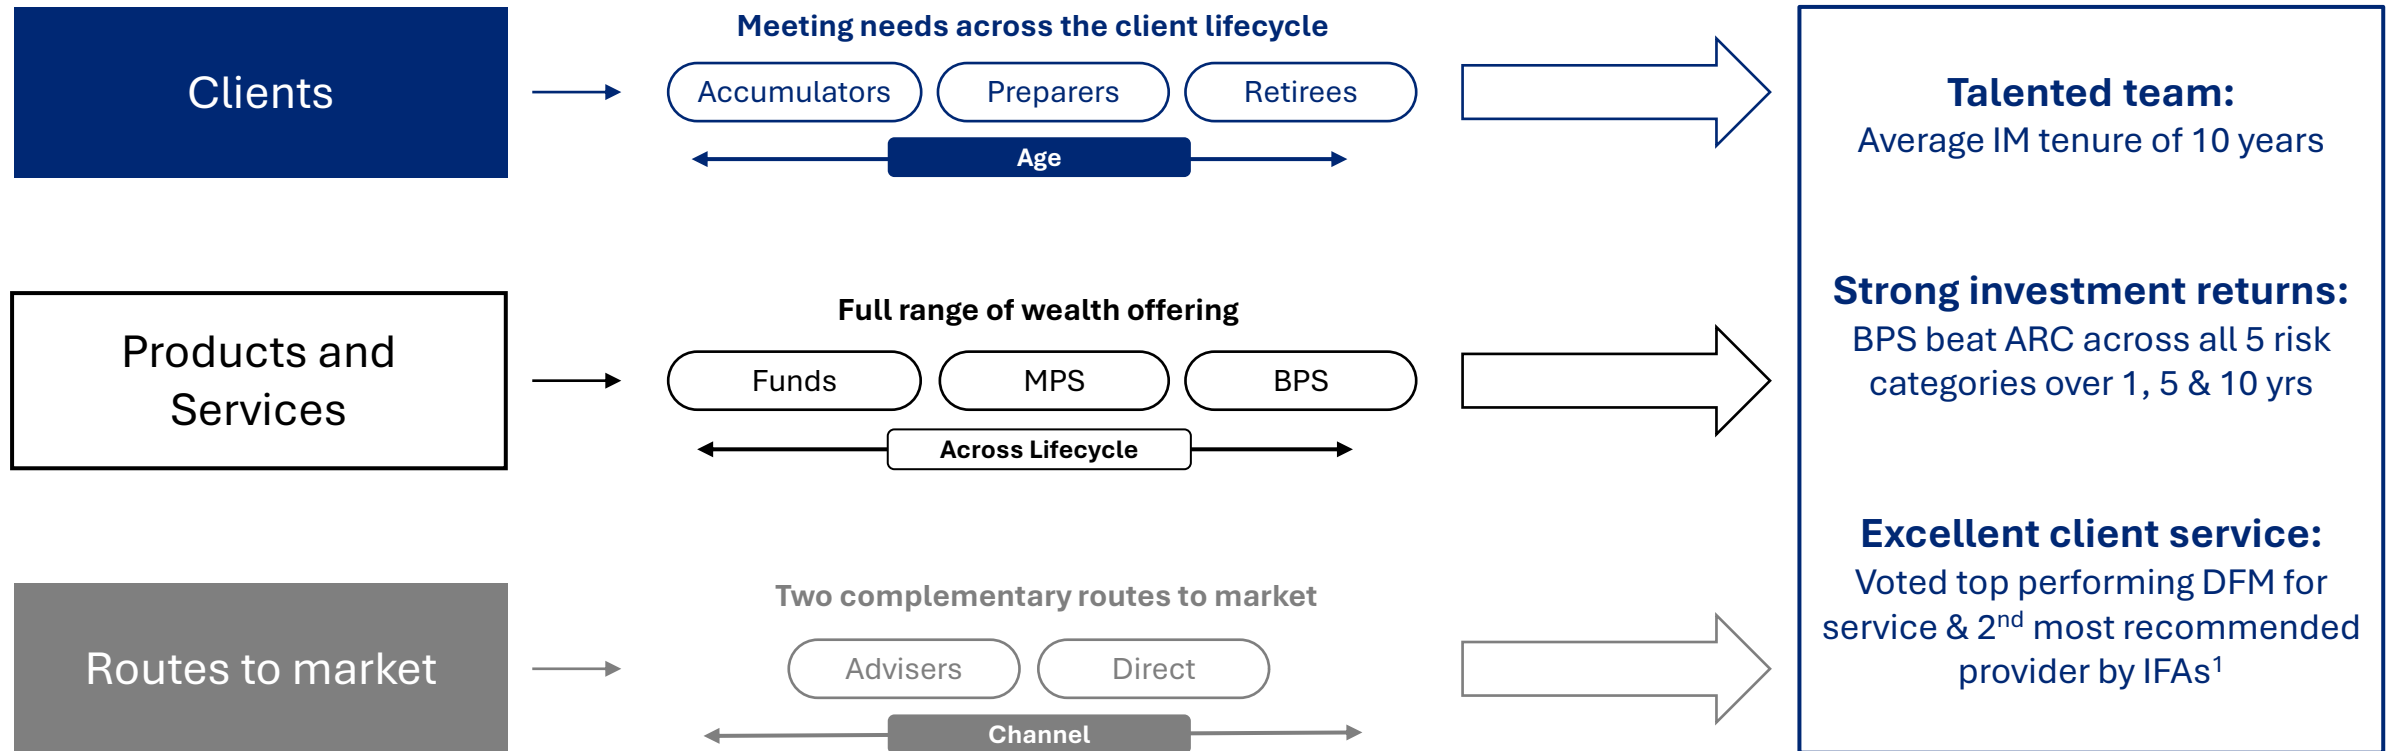 Clients
Meeting needs across the client lifecycle
Accumulators
Preparers
Retirees
Age
Products and
Services
Full range of wealth offering
Funds
MPS
BPS
Across Lifecycle
Routes to market
Two complementary routes to market
Advisers
Direct
Channel
Talented team:
Average IM tenure of 10 years
Strong investment returns:
BPS beat ARC across all 5 risk
categories over 1, 5 & 10 yrs
Excellent client service:
Voted top performing DFM for
service & 2nd most recommended
provider by IFAs1